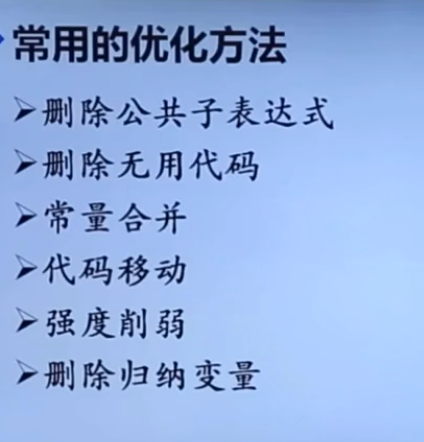 常用的优化方法
➢删除公共子表达式
➢删除无用代码
➢常量合并
➢代码移动
➢强度削弱
➢删除归纳变量